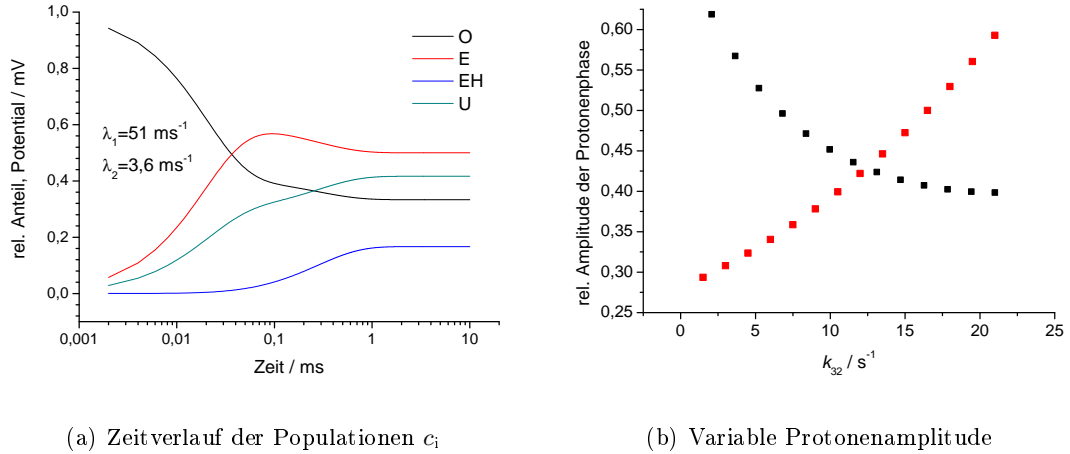 1,0
0,8
0,6
0,4
0,2
0,0
rel. Anteil, Potential / mV
O
E
EH
U
λ₁=51 ms⁻¹
λ₂=3,6 ms⁻¹
0,001 0,01 0,1 1 10
Zeit / ms
(a) Zeitverlauf der Populationen cᵢ
0,60
0,55
0,50
0,45
0,40
0,35
0,30
0,25
rel. Amplitude der Protonenphase
0 5 10 15 20 25
k₃₂ / s⁻¹
(b) Variable Protonenamplitude